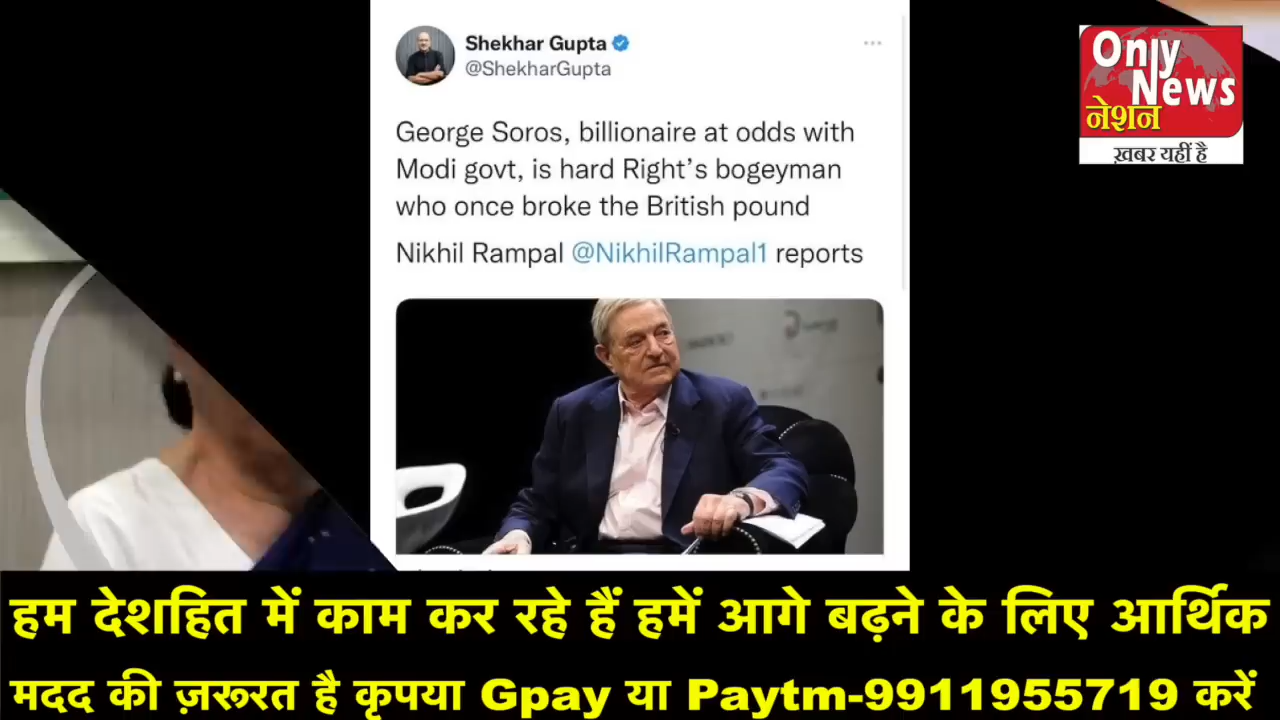 Shekhar Gupta
@ShekharGupta
George Soros, billionaire at odds with
Modi govt, is hard Right's bogeyman
who once broke the British pound
Nikhil Rampal @NikhilRampal1 reports
Only
News
नेशन
ख़बर यहीं है
हम देशहित में काम कर रहे हैं हमें आगे बढ़ने के लिए आर्थिक
मदद की ज़रूरत है कृपया Gpay या Paytm-9911955719 करें